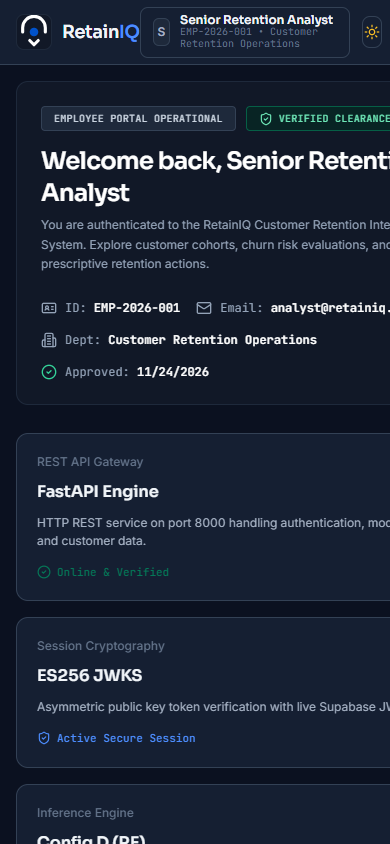 RetainIQ
S
Senior Retention Analyst
EMP-2026-001 • Customer
Retention Operations
EMPLOYEE PORTAL OPERATIONAL
VERIFIED CLEARANCE
Welcome back, Senior Retenti
Analyst
You are authenticated to the RetainIQ Customer Retention Inte
System. Explore customer cohorts, churn risk evaluations, and
prescriptive retention actions.
ID: EMP-2026-001 Email: analyst@retainiq.
Dept: Customer Retention Operations
Approved: 11/24/2026
REST API Gateway
FastAPI Engine
HTTP REST service on port 8000 handling authentication, mod
and customer data.
Online & Verified
Session Cryptography
ES256 JWKS
Asymmetric public key token verification with live Supabase JW
Active Secure Session
Inference Engine
Config D (RF)